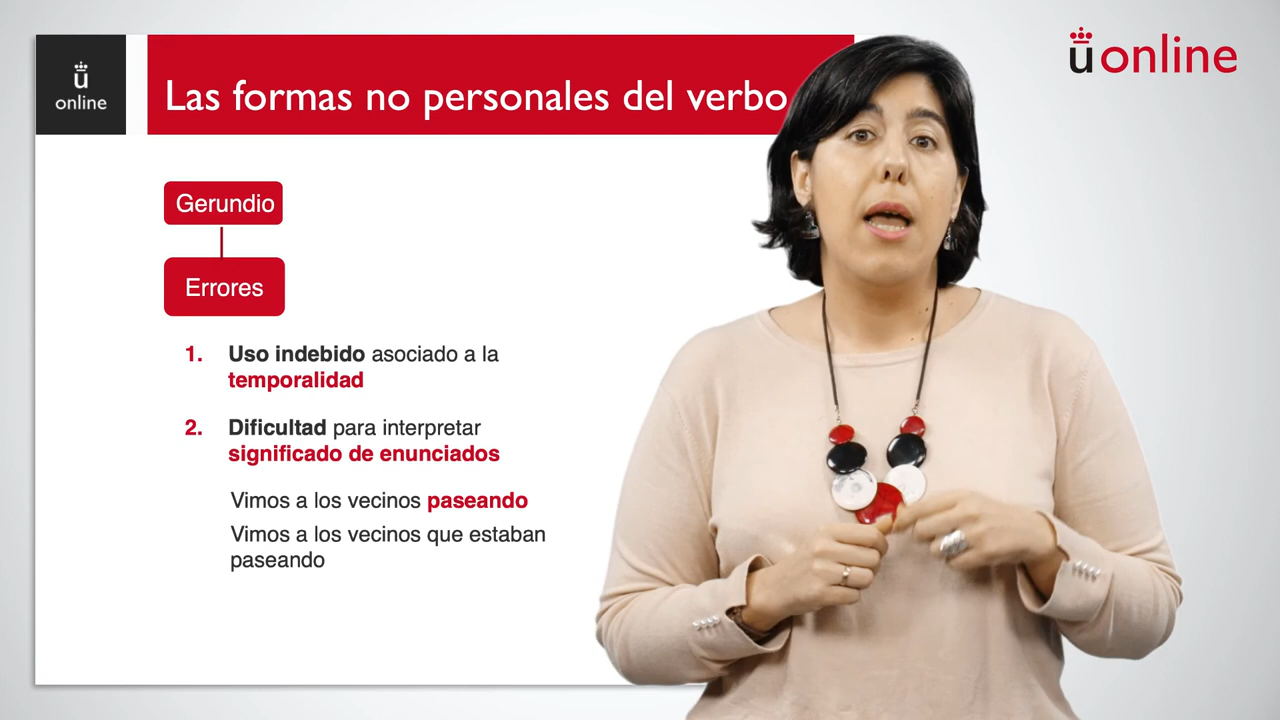 ü online
online
Las formas no personales del verbo
Gerundio
Errores
1. Uso indebido asociado a la
temporalidad
2. Dificultad para interpretar
significado de enunciados
Vimos a los vecinos paseando
Vimos a los vecinos que estaban
paseando